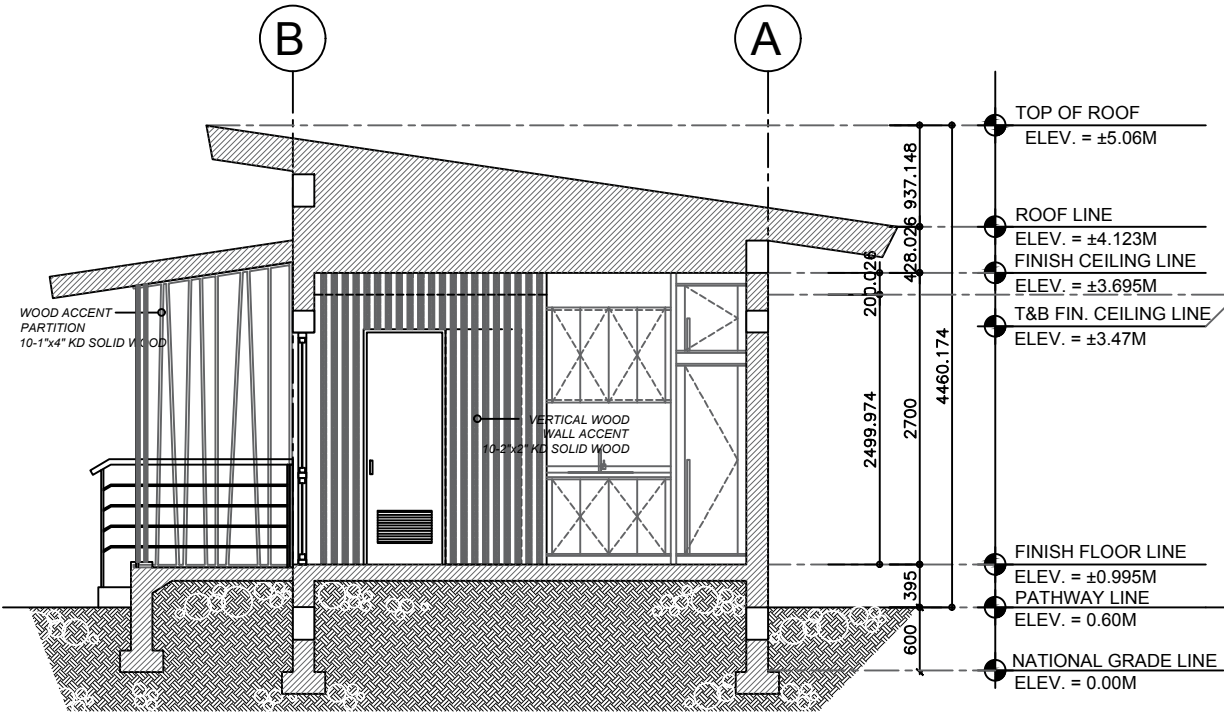 B
A
TOP OF ROOF
ELEV. = ±5.06M
ROOF LINE
ELEV. = ±4.123M
FINISH CEILING LINE
ELEV. = ±3.695M
T&B FIN. CEILING LINE
ELEV. = ±3.47M
937.148
428.026
200.026
4460.174
2700
2499.974
WOOD ACCENT
PARTITION
10-1"x4" KD SOLID WOOD
VERTICAL WOOD
WALL ACCENT
10-2"x2" KD SOLID WOOD
FINISH FLOOR LINE
ELEV. = ±0.995M
395
PATHWAY LINE
ELEV. = 0.60M
600
NATIONAL GRADE LINE
ELEV. = 0.00M